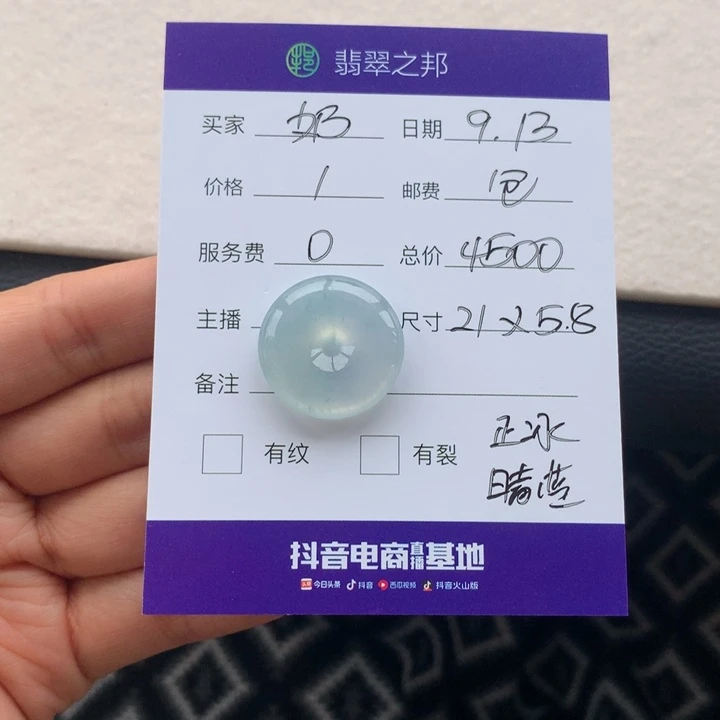 翡翠之邦
买家 日期 9.13
价格 1 邮费 包
服务费 0 总价 4500
主播 尺寸 21×5.8
备注
有纹 有裂
正冰
晴
抖音电商直播基地
今日头条 抖音 西瓜视频 抖音火山版